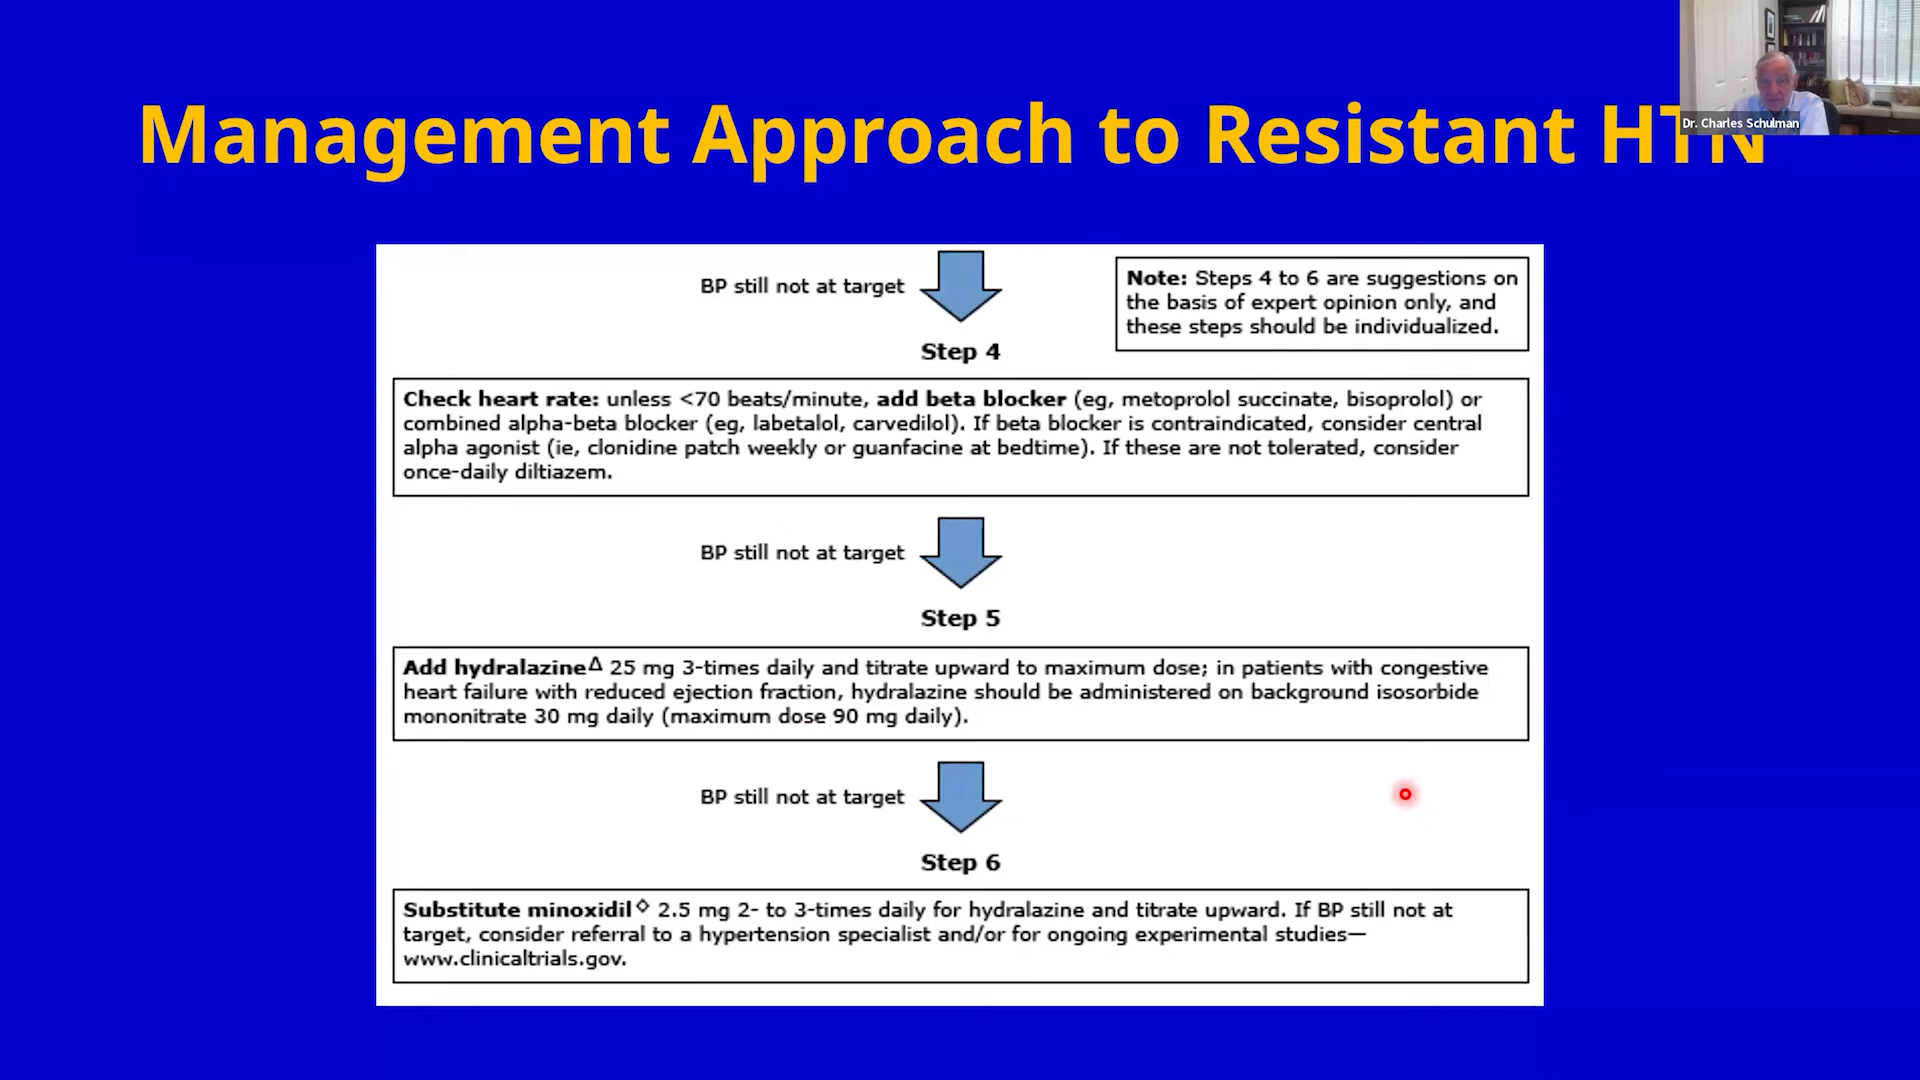 Management Approach to Resistant HTN
Dr. Charles Schulman
BP still not at target
Note: Steps 4 to 6 are suggestions on
the basis of expert opinion only, and
these steps should be individualized.
Step 4
Check heart rate: unless <70 beats/minute, add beta blocker (eg, metoprolol succinate, bisoprolol) or
combined alpha-beta blocker (eg, labetalol, carvedilol). If beta blocker is contraindicated, consider central
alpha agonist (ie, clonidine patch weekly or guanfacine at bedtime). If these are not tolerated, consider
once-daily diltiazem.
BP still not at target
Step 5
Add hydralazineΔ 25 mg 3-times daily and titrate upward to maximum dose; in patients with congestive
heart failure with reduced ejection fraction, hydralazine should be administered on background isosorbide
mononitrate 30 mg daily (maximum dose 90 mg daily).
BP still not at target
Step 6
Substitute minoxidil◇ 2.5 mg 2- to 3-times daily for hydralazine and titrate upward. If BP still not at
target, consider referral to a hypertension specialist and/or for ongoing experimental studies—
www.clinicaltrials.gov.